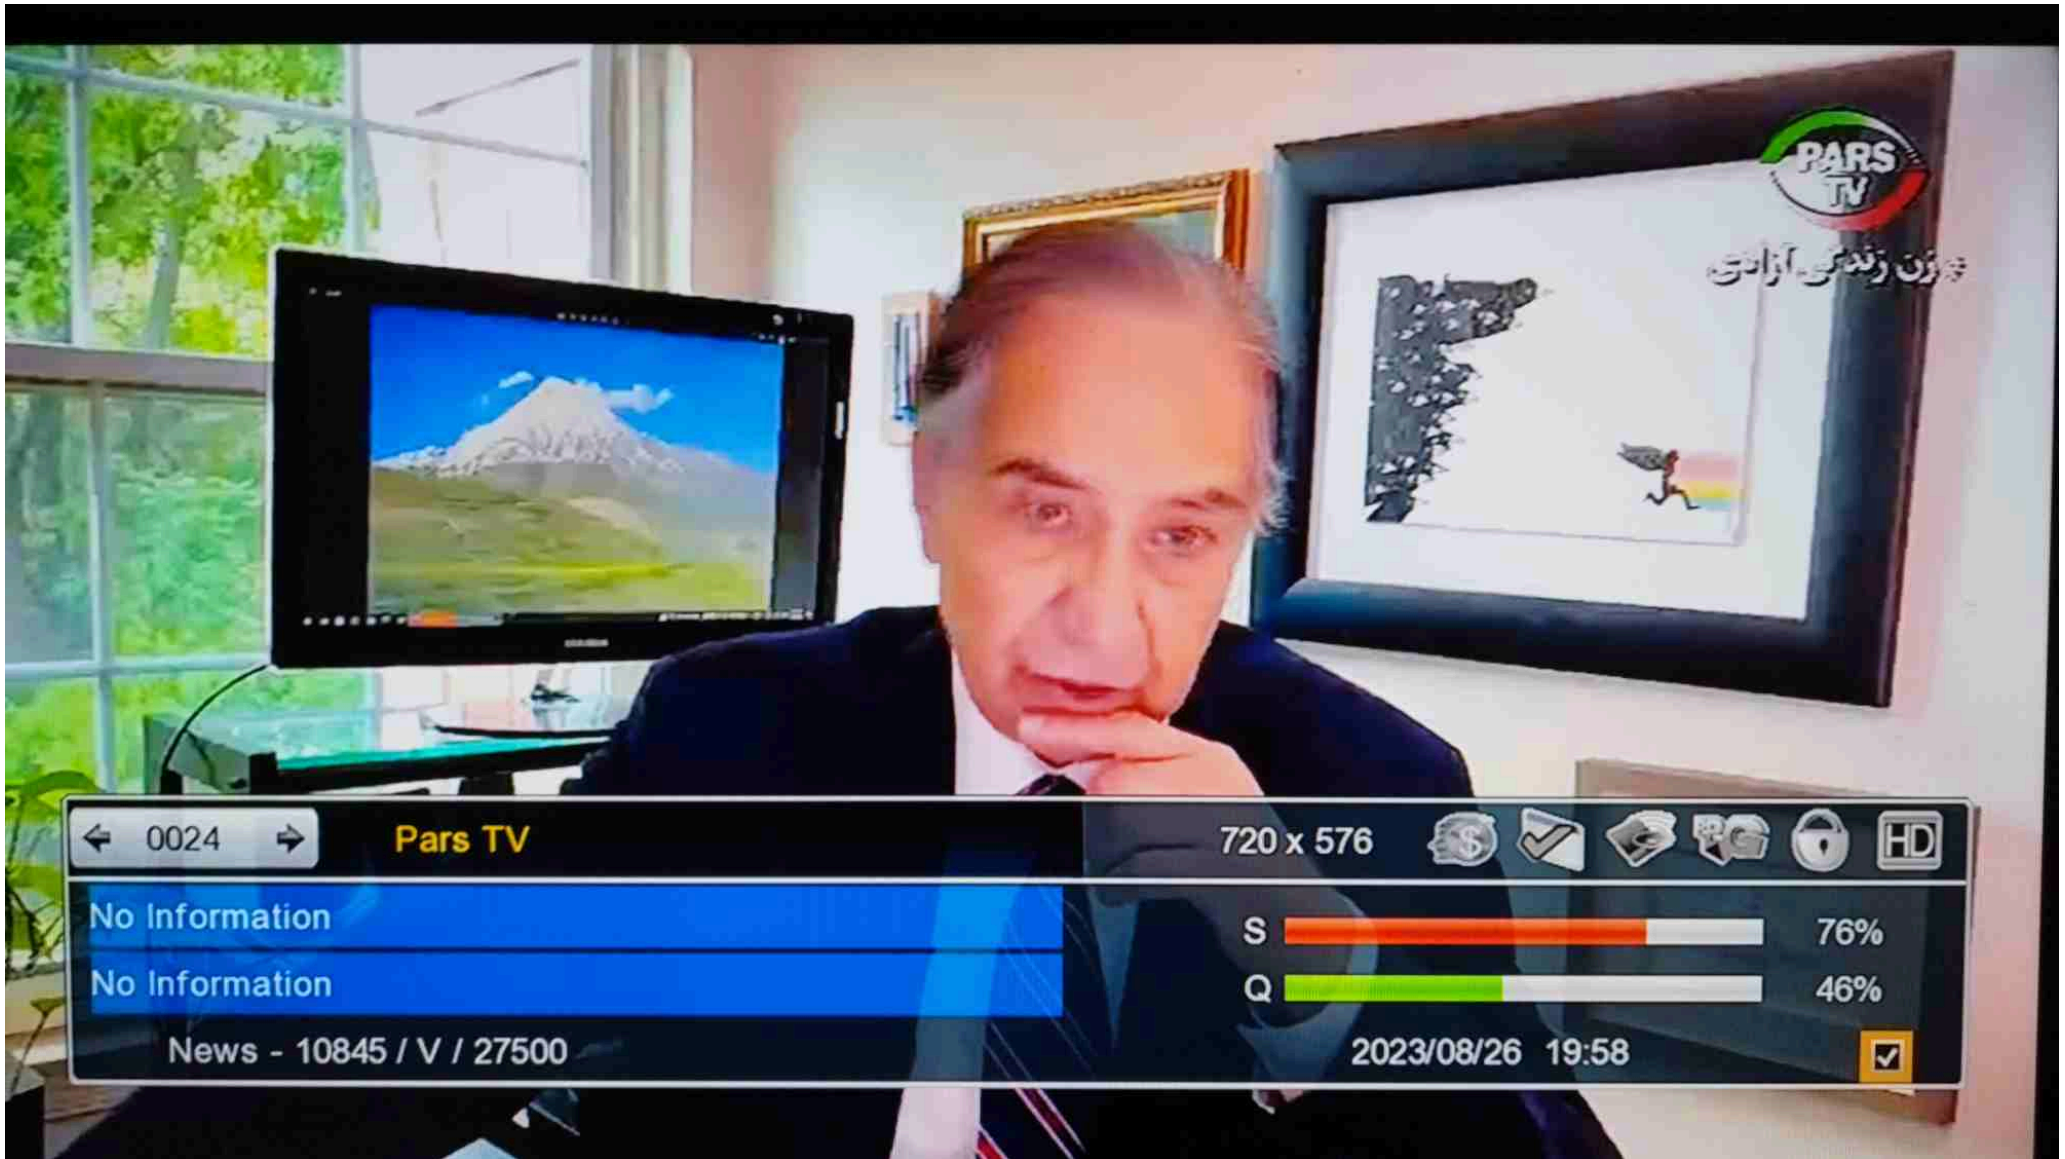 PARS
TV
زن زندگی آزادی
0024
Pars TV
720 x 576
HD
No Information
S
76%
No Information
Q
46%
News - 10845 / V / 27500
2023/08/26 19:58